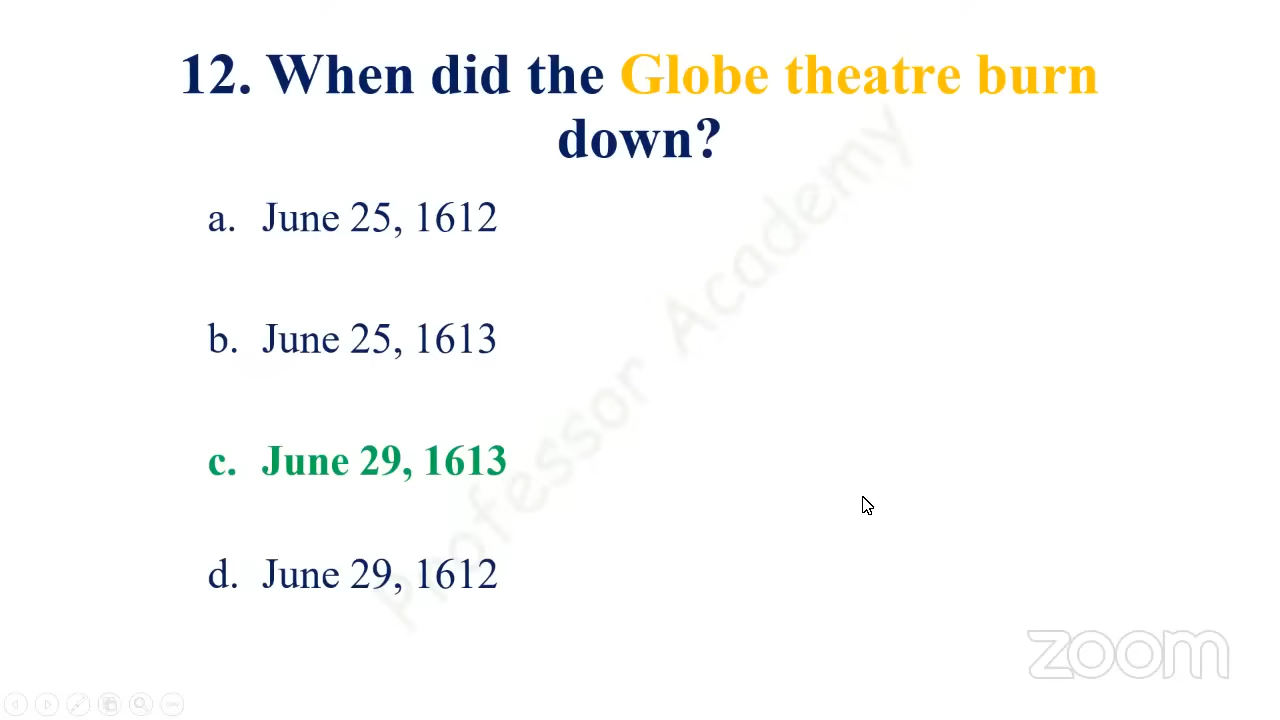 12. When did the Globe theatre burn
down?
a. June 25, 1612
b. June 25, 1613
c. June 29, 1613
d. June 29, 1612
Professor Academy
zoom